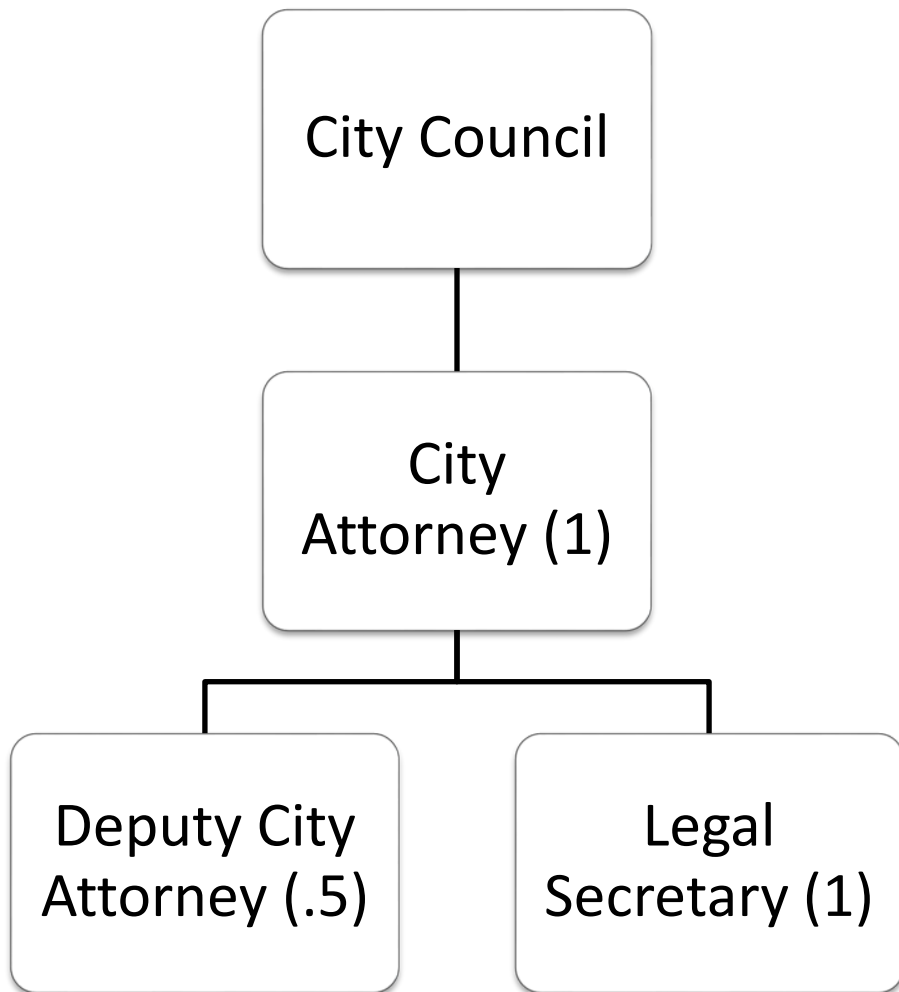 City Council
City
Attorney (1)
Deputy City
Attorney (.5)
Legal
Secretary (1)